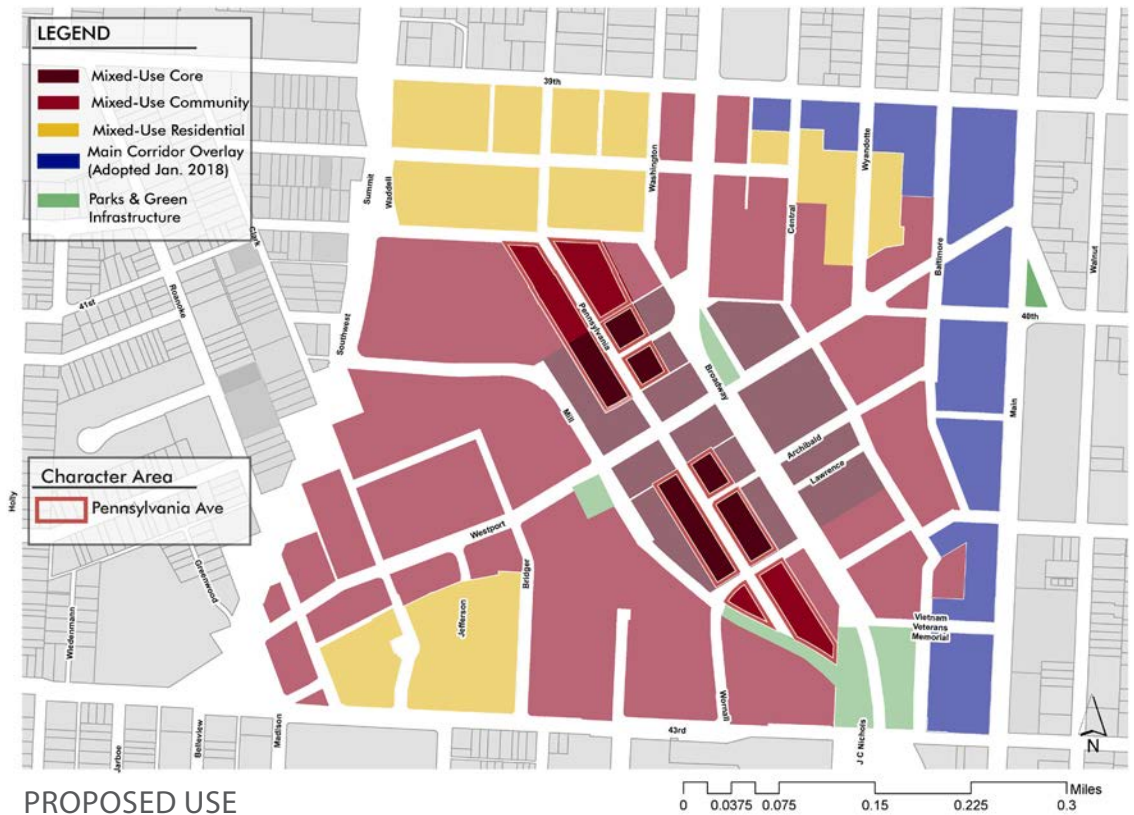 LEGEND
Mixed-Use Core
Mixed-Use Community
Mixed-Use Residential
Main Corridor Overlay
(Adopted Jan. 2018)
Parks & Green
Infrastructure
39th
Summit
Waddell
Washington
Wyandotte
Central
Clark
41st
Roanoke
Southwest
Pennsylvania
Baltimore
Walnut
40th
Broadway
Main
Mill
Archibald
Lawrence
Character Area
Pennsylvania Ave
Holly
Westport
Greenwood
Bridger
Wiedenmann
Jefferson
Vietnam
Veterans
Memorial
Wornall
Madison
Belleview
Jarboe
43rd
J C Nichols
N
PROPOSED USE
Miles
0 0.0375 0.075 0.15 0.225 0.3